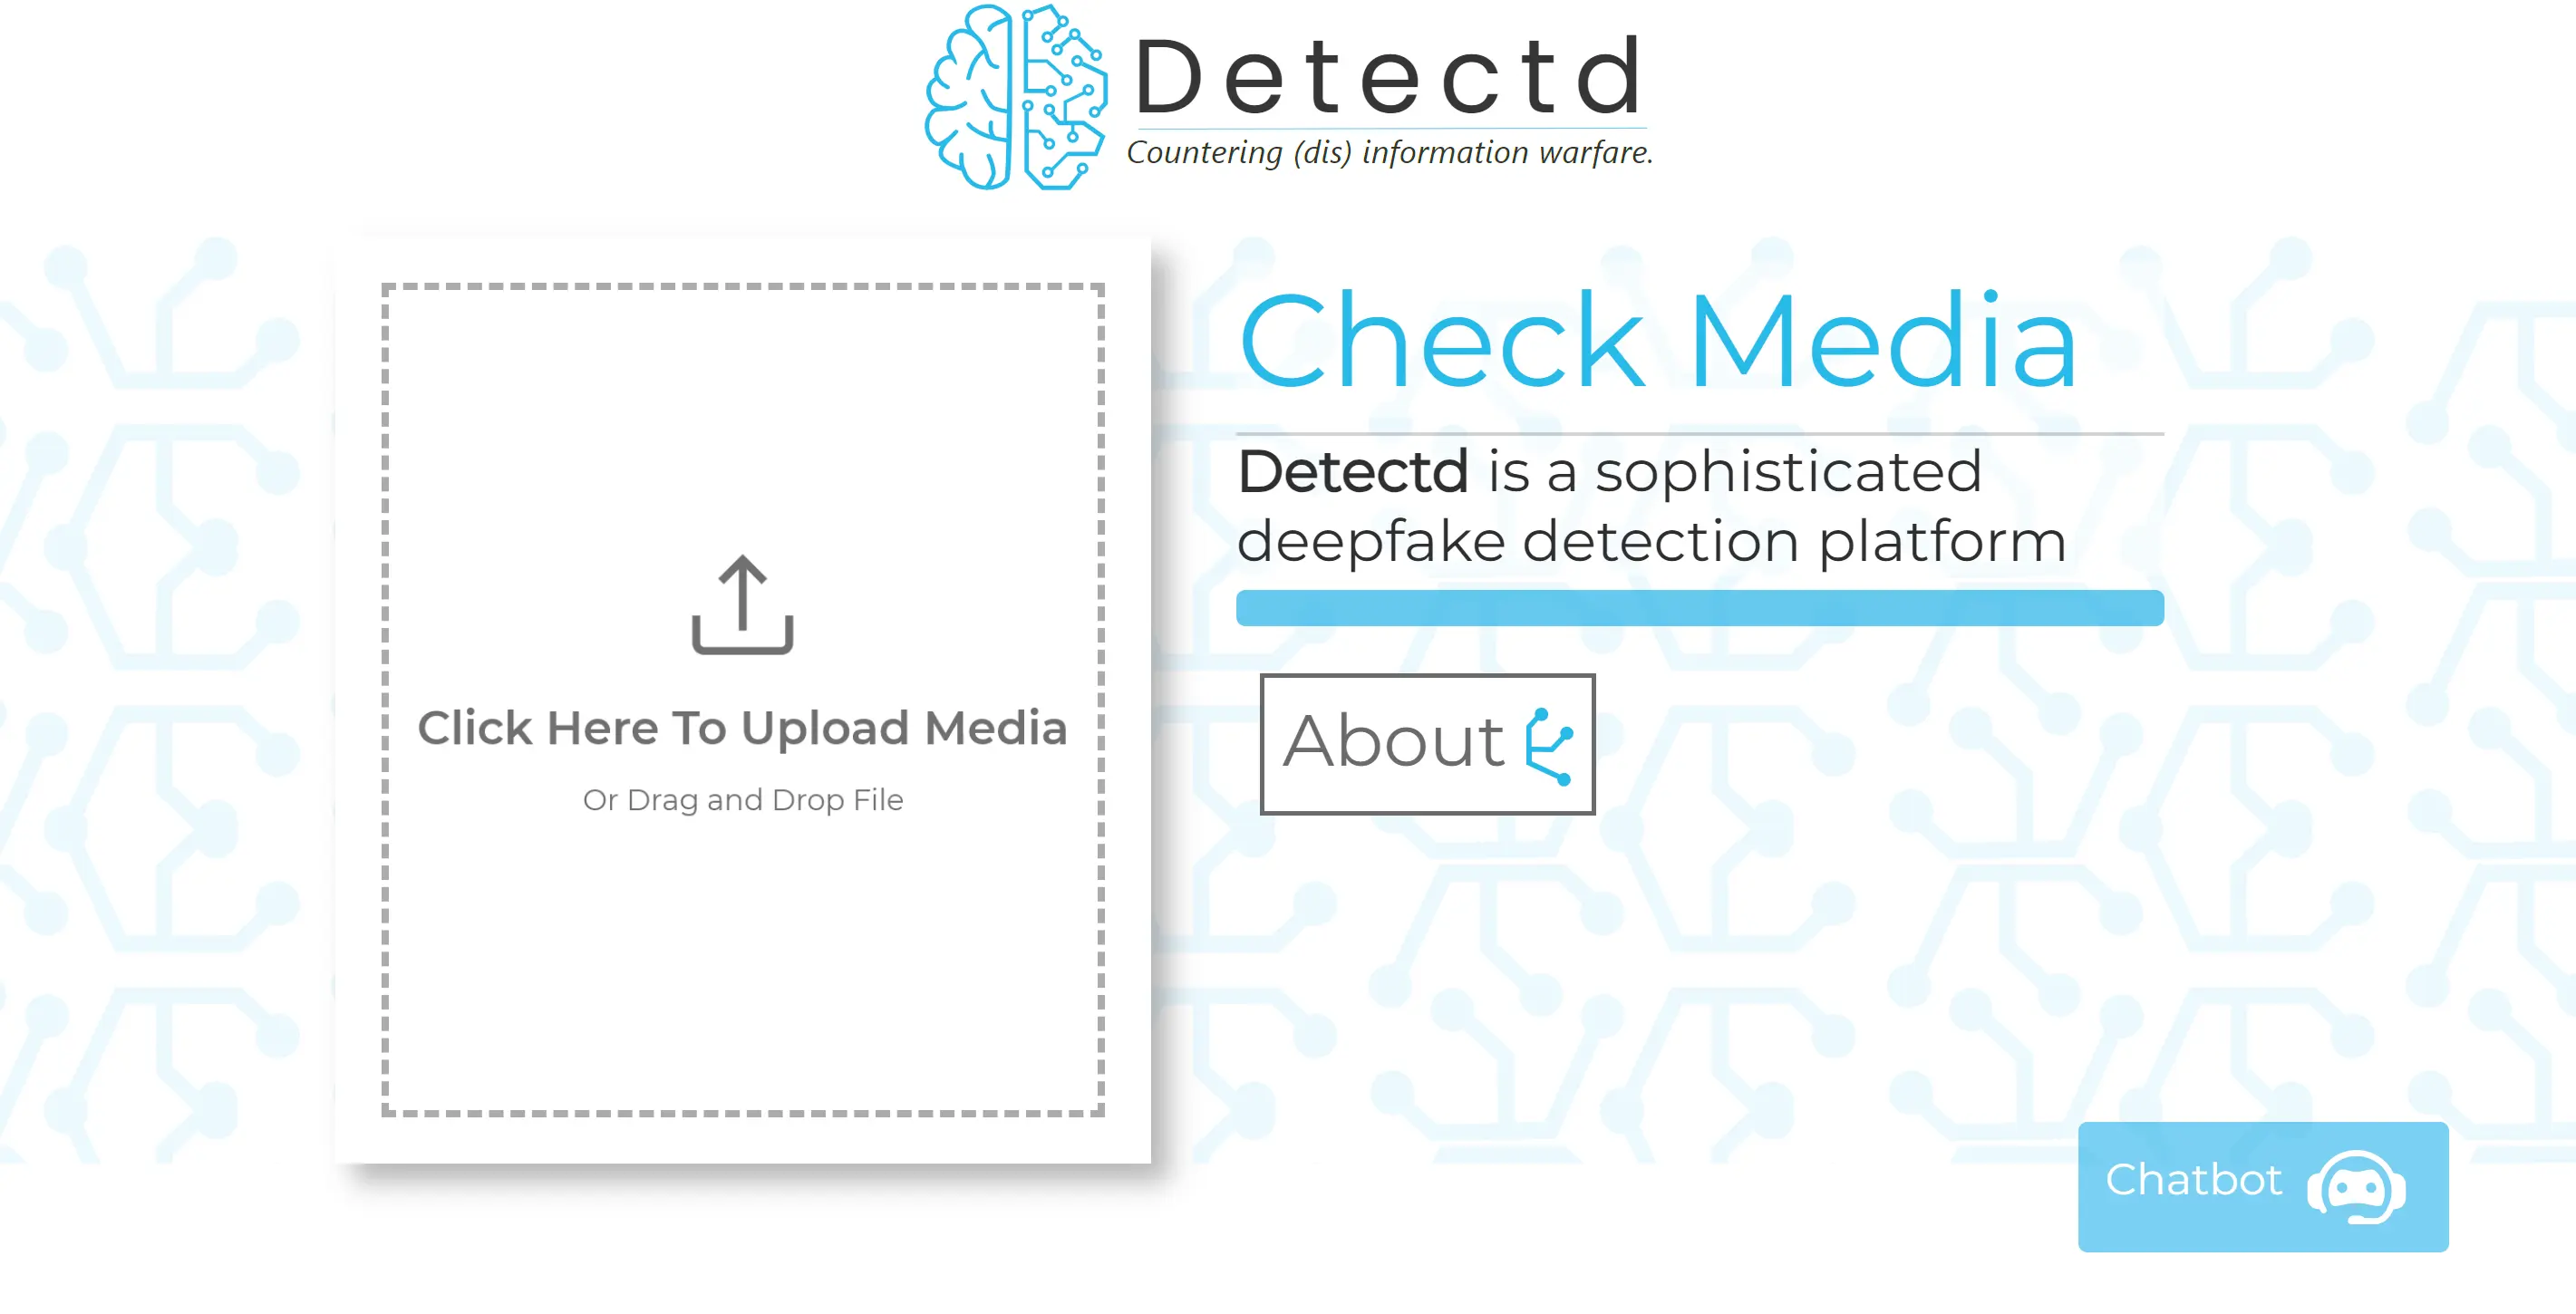 Detectd
Countering (dis) information warfare.
Click Here To Upload Media
Or Drag and Drop File
Check Media
Detectd is a sophisticated
deepfake detection platform
About
Chatbot